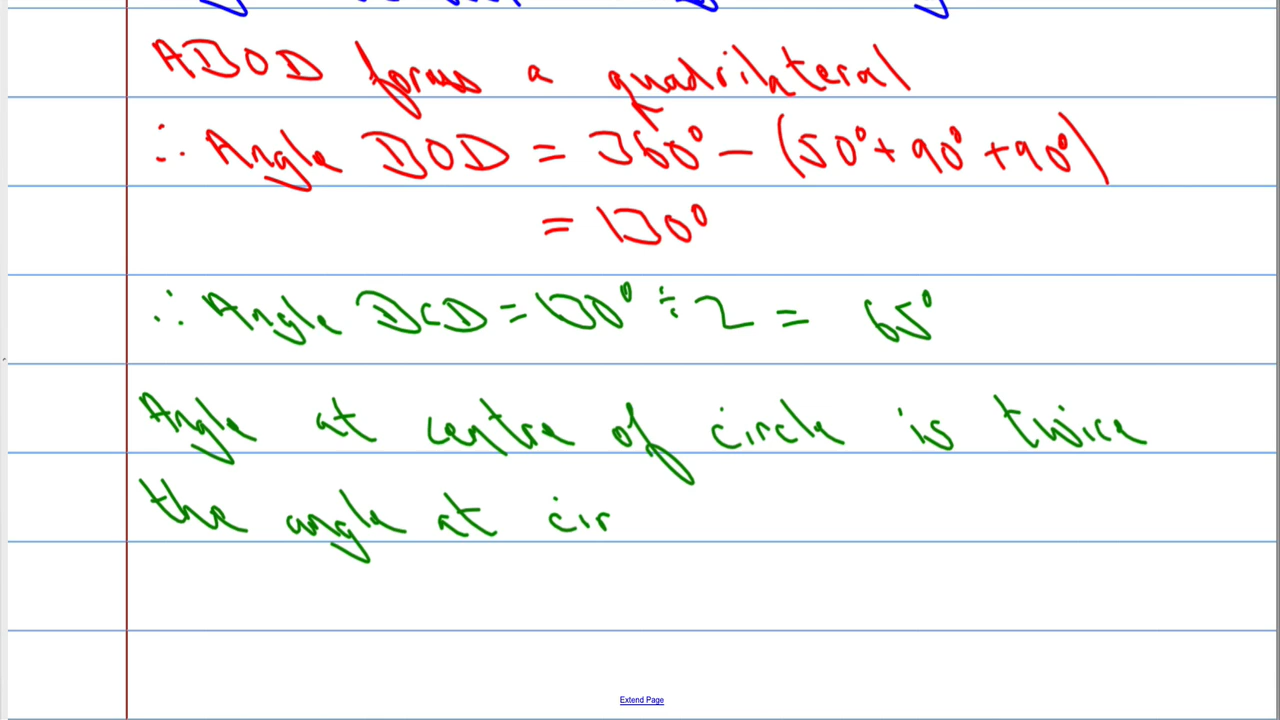 ABOD forms a quadrilateral
∴ Angle BOD = 360° - (50° + 90° + 90°)
= 130°
∴ Angle BCD = 130° ÷ 2 = 65°
Angle at centre of circle is twice
the angle at cir
Extend Page